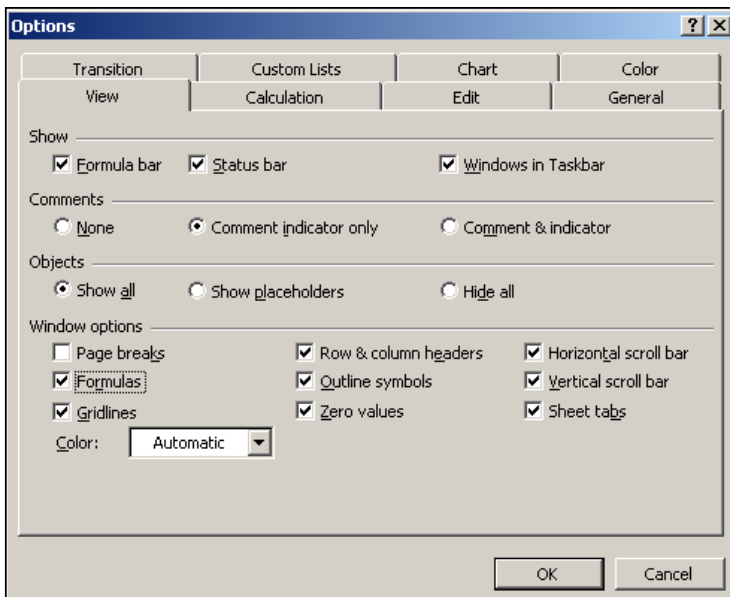 Options
Transition Custom Lists Chart Color
View Calculation Edit General
Show
Formula bar Status bar Windows in Taskbar
Comments
None Comment indicator only Comment & indicator
Objects
Show all Show placeholders Hide all
Window options
Page breaks Row & column headers Horizontal scroll bar
Formulas Outline symbols Vertical scroll bar
Gridlines Zero values Sheet tabs
Color: Automatic
OK Cancel